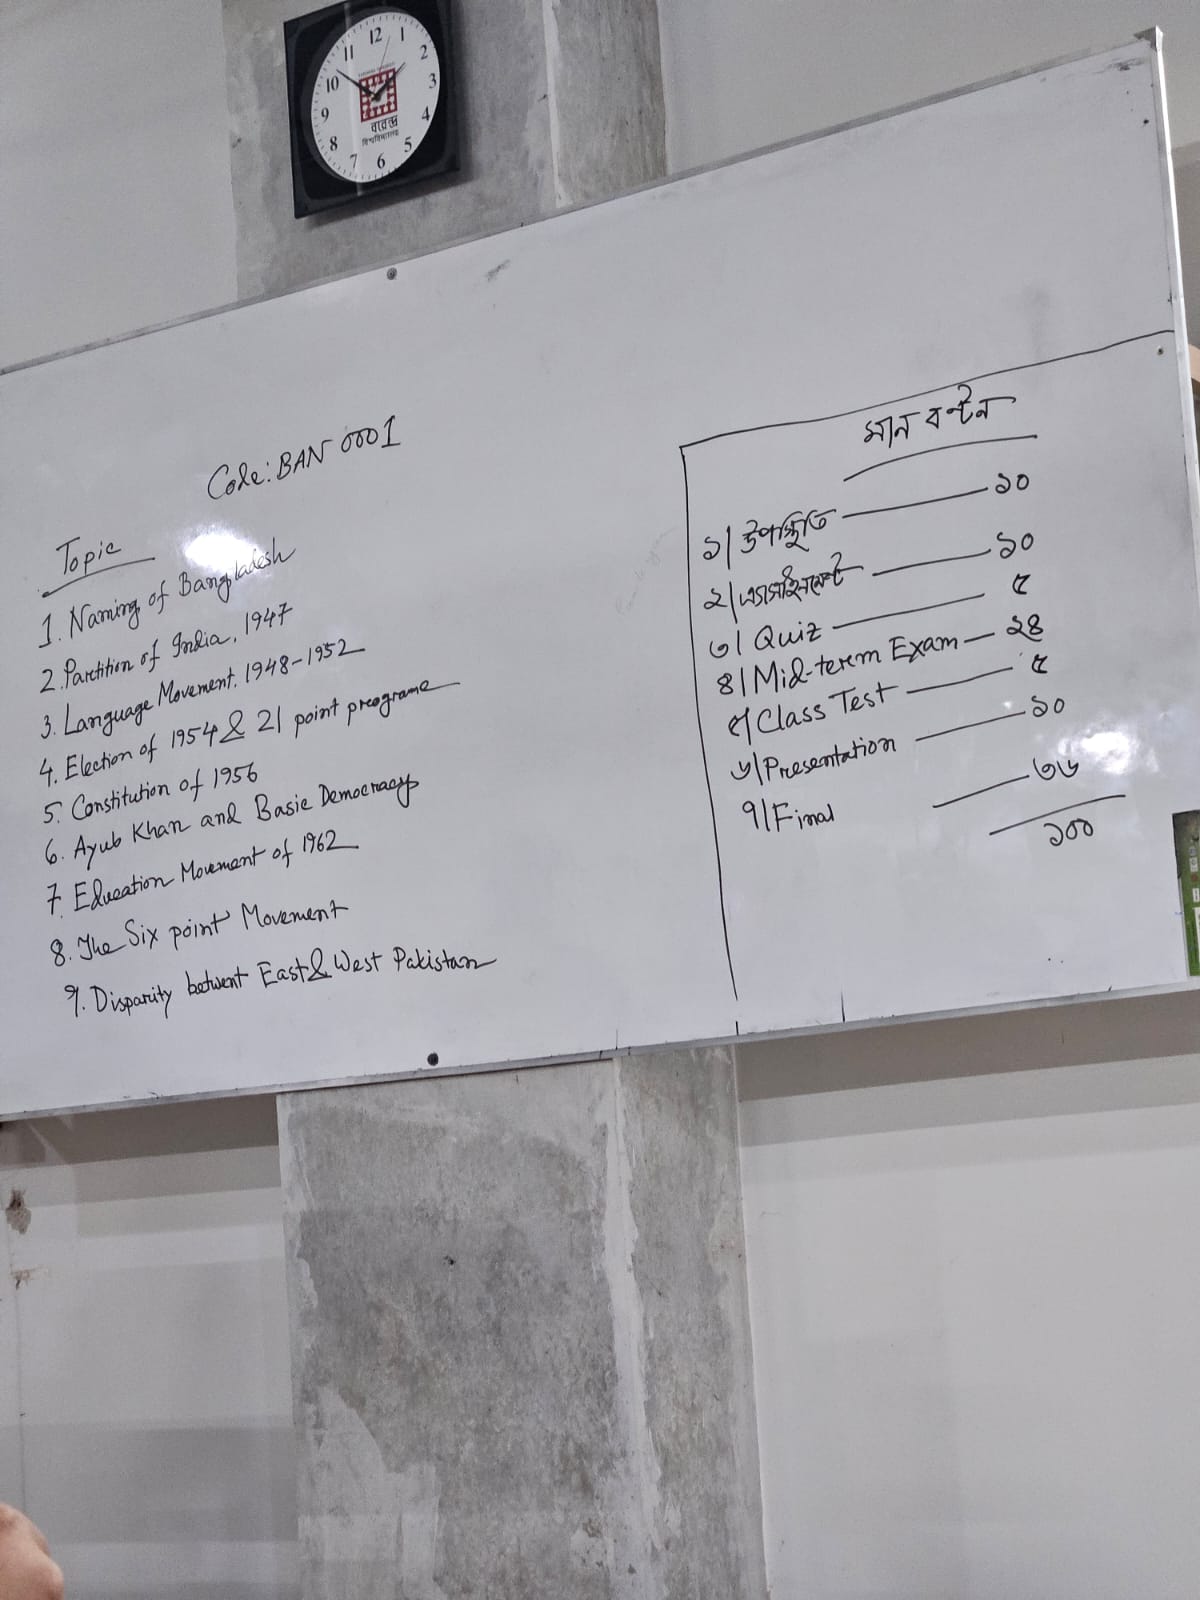 12
1
2
3
4
5
6
7
8
9
10
11
বরেন্দ্র
বিশ্ববিদ্যালয়
Code: BAN 0001
Topic
1. Naming of Bangladesh
2. Partition of India, 1947
3. Language Movement. 1948-1952
4. Election of 1954 & 21 point programe
5. Constitution of 1956
6. Ayub Khan and Basic Democracy
7. Education Movement of 1962
8. The Six point Movement
9. Disparity betwent East & West Pakistan
মান বণ্টন
১। উপস্থিতি — ১০
২। এ্যাসাইনমেন্ট — ১০
৩। Quiz — ৫
৪। Mid-term Exam — ২৪
৫। Class Test — ৫
৬। Presentation — ১০
৭। Final — ৩৬
১০০